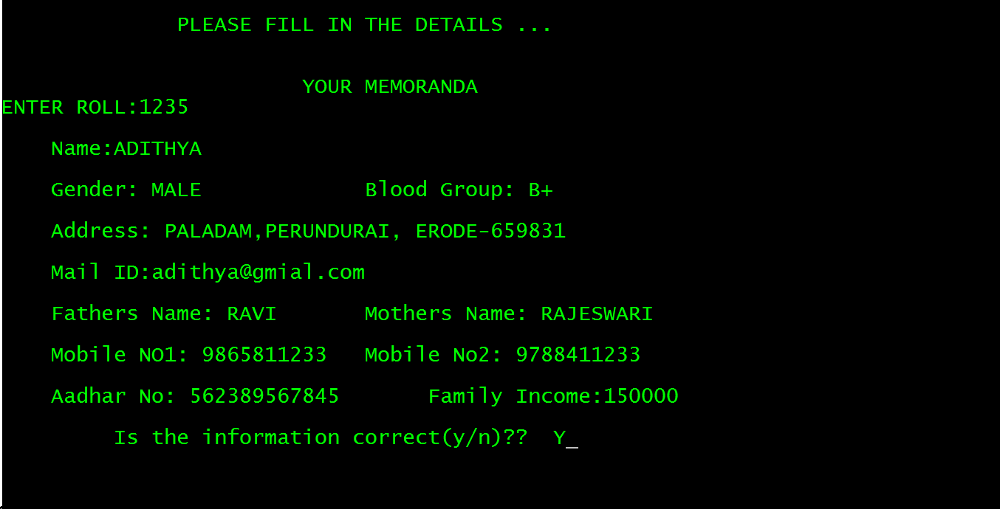 PLEASE FILL IN THE DETAILS ...
YOUR MEMORANDA
ENTER ROLL:1235
Name:ADITHYA
Gender: MALE Blood Group: B+
Address: PALADAM,PERUNDURAI, ERODE-659831
Mail ID:adithya@gmial.com
Fathers Name: RAVI Mothers Name: RAJESWARI
Mobile NO1: 9865811233 Mobile No2: 9788411233
Aadhar No: 562389567845 Family Income:150000
Is the information correct(y/n)?? Y_